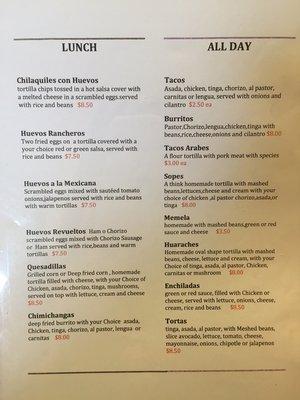 LUNCH
Chilaquiles con Huevos
tortilla chips tossed in a hot salsa cover with
a melted cheese in a scrambled eggs.served
with rice and beans $8.50
Huevos Rancheros
Two fried eggs on a tortilla covered with a
your choice red or green salsa, served with
rice and beans $7.50
Huevos a la Mexicana
Scrambled eggs mixed with sautéed tomato
onions,jalapenos served with rice and beans
with warm tortillas $7.50
Huevos Revueltos Ham o Chorizo
scrambled eggs mixed with Chorizo Sausage
or Ham served with rice,beans and warm
tortillas $7.50
Quesadillas
Grilled corn or Deep fried corn , homemade
tortilla filled with cheese, with your Choice of
Chicken, asada, chorizo, tinga, mushrooms,
served on top with lettuce, cream and cheese
$8.50
Chimichangas
deep fried burrito with your Choice asada,
Chicken, tinga, chorizo, al pastor, lengua or
carnitas $8.00
ALL DAY
Tacos
Asada, chicken, tinga, chorizo, al pastor,
carnitas or lengua, served with onions and
cilantro $2.50 ea
Burritos
Pastor,Chorizo,lengua,chicken,tinga with
beans,rice,cheese,onions and cilantro $8.00
Tacos Arabes
A flour tortilla with pork meat with species
$3.00 ea
Sopes
A think homemade tortilla with mashed
beans,lettuces,cheese and cream with your
choice of chicken ,al pastor chorizo,asada,or
tinga $8.00
Memela
homemade with mashed beans,green or red
sauce and cheese $3.50
Huaraches
Homemade oval shape tortilla with mashed
beans, cheese, lettuce and cream, with your
Choice of tinga, asada, al pastor, Chicken,
carnitas or mushroom $8.00
Enchiladas
green or red sauce, filled with Chicken or
cheese, served with lettuce, onions, cheese,
cream, rice and beans $8.50
Tortas
tinga, asada, al pastor, with Meshed beans,
slice avocado, lettuce, tomato, cheese,
mayonnaise, onions, chipotle or jalapenos
$8.50